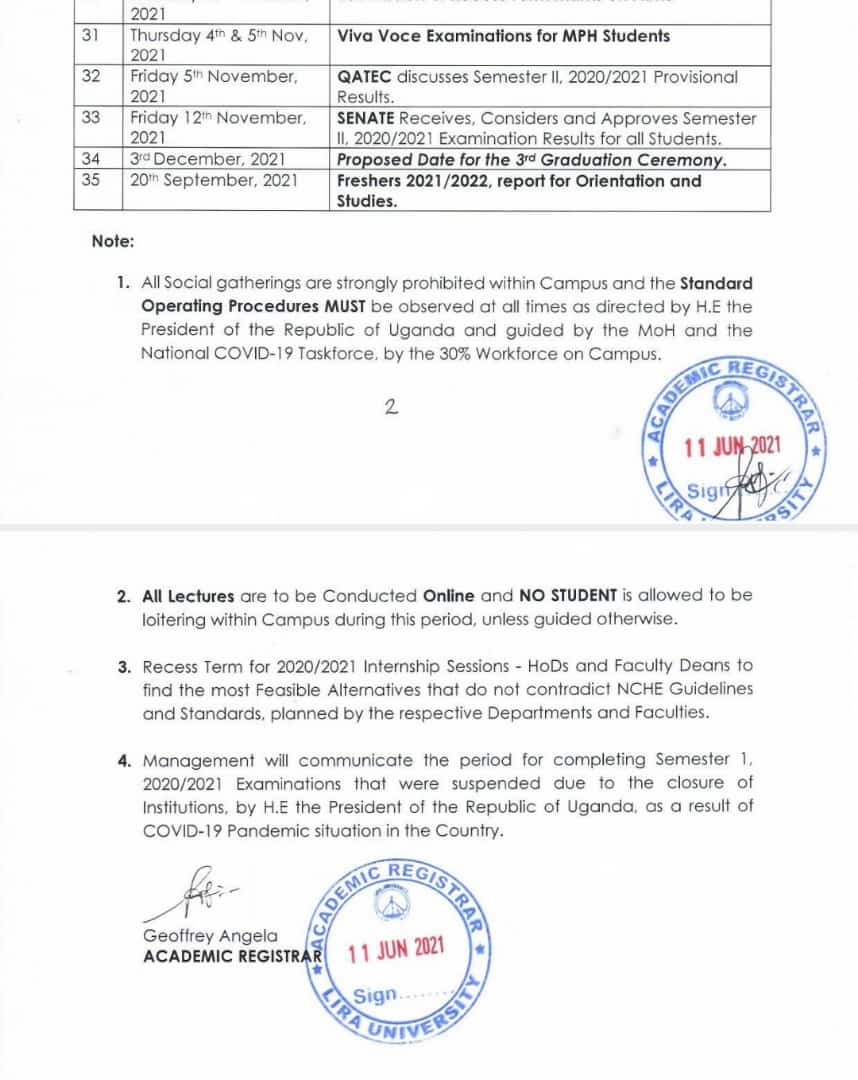 2021
31 Thursday 4th & 5th Nov, Viva Voce Examinations for MPH Students
2021
32 Friday 5th November, QATEC discusses Semester II, 2020/2021 Provisional
2021 Results.
33 Friday 12th November, SENATE Receives, Considers and Approves Semester
2021 II, 2020/2021 Examination Results for all Students.
34 3rd December, 2021 Proposed Date for the 3rd Graduation Ceremony.
35 20th September, 2021 Freshers 2021/2022, report for Orientation and
Studies.
Note:
1. All Social gatherings are strongly prohibited within Campus and the Standard
Operating Procedures MUST be observed at all times as directed by H.E the
President of the Republic of Uganda and guided by the MoH and the
National COVID-19 Taskforce, by the 30% Workforce on Campus.
2
ACADEMIC REGISTRAR
11 JUN 2021
Sign
LIRA UNIVERSITY
2. All Lectures are to be Conducted Online and NO STUDENT is allowed to be
loitering within Campus during this period, unless guided otherwise.
3. Recess Term for 2020/2021 Internship Sessions - HoDs and Faculty Deans to
find the most Feasible Alternatives that do not contradict NCHE Guidelines
and Standards, planned by the respective Departments and Faculties.
4. Management will communicate the period for completing Semester 1,
2020/2021 Examinations that were suspended due to the closure of
Institutions, by H.E the President of the Republic of Uganda, as a result of
COVID-19 Pandemic situation in the Country.
Geoffrey Angela
ACADEMIC REGISTRAR
ACADEMIC REGISTRAR
11 JUN 2021
Sign........
LIRA UNIVERSITY